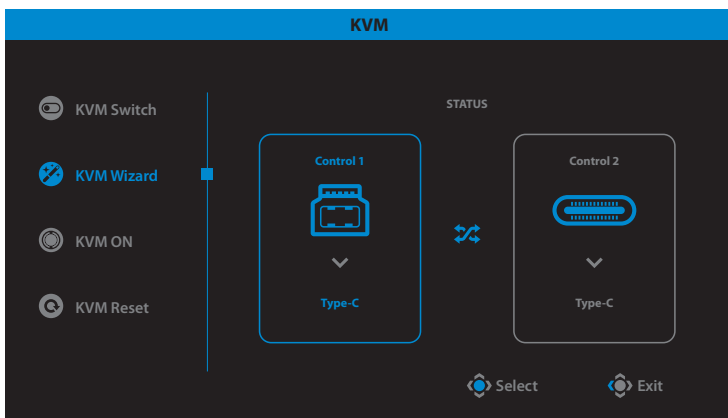 KVM
KVM Switch
KVM Wizard
KVM ON
KVM Reset
STATUS
Control 1
Type-C
Control 2
Type-C
Select
Exit